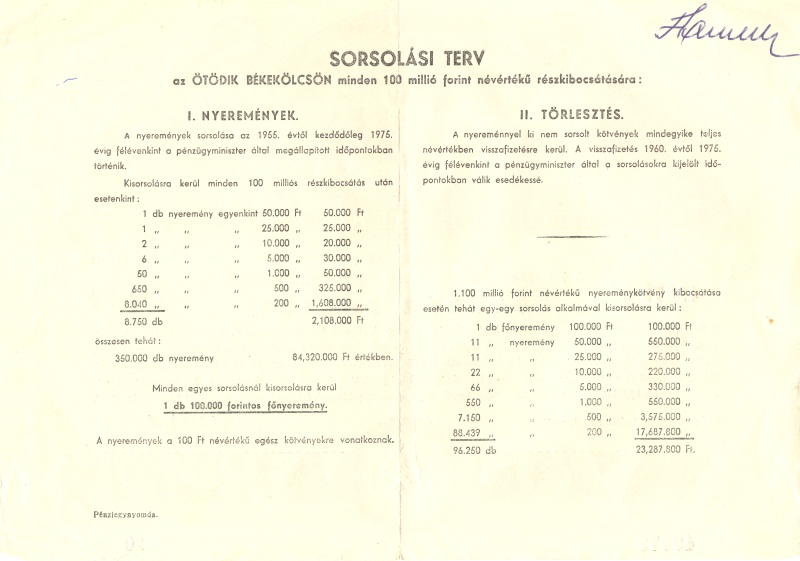 SORSOLÁSI TERV
az ÖTÖDIK BÉKEKÖLCSÖN minden 100 millió forint névértékű részkibocsátására:
I. NYEREMÉNYEK.
A nyeremények sorsolása az 1955. évtől kezdődőleg 1975.
évig félévenkint a pénzügyminiszter által megállapított időpontokban
történik.
Kisorsolásra kerül minden 100 milliós részkibocsátás után
esetenkint:
1 db nyeremény egyenkint 50.000 Ft 50.000 Ft
1 „ „ „ 25.000 „ 25.000 „
2 „ „ „ 10.000 „ 20.000 „
6 „ „ „ 5.000 „ 30.000 „
50 „ „ „ 1.000 „ 50.000 „
650 „ „ „ 500 „ 325.000 „
8.040 „ „ „ 200 „ 1,608.000 „
8.750 db 2,108.000 Ft
összesen tehát:
350.000 db nyeremény 84,320.000 Ft értékben.
Minden egyes sorsolásnál kisorsolásra kerül
1 db 100.000 forintos főnyeremény.
A nyeremények a 100 Ft névértékű egész kötvényekre vonatkoznak.
Pénzjegynyomda.
II. TÖRLESZTÉS.
A nyereménnyel ki nem sorsolt kötvények mindegyike teljes
névértékben visszafizetésre kerül. A visszafizetés 1960. évtől 1975.
évig félévenkint a pénzügyminiszter által a sorsolásokra kijelölt idő-
pontokban válik esedékessé.
1.100 millió forint névértékű nyereménykötvény kibocsátása
esetén tehát egy-egy sorsolás alkalmával kisorsolásra kerül:
1 db főnyeremény 100.000 Ft 100.000 Ft
11 „ nyeremény 50.000 „ 550.000 „
11 „ „ 25.000 „ 275.000 „
22 „ „ 10.000 „ 220.000 „
66 „ „ 5.000 „ 330.000 „
550 „ „ 1.000 „ 550.000 „
7.150 „ „ 500 „ 3,575.000 „
88.439 „ „ 200 „ 17,687.800 „
96.250 db 23,287.800 Ft.